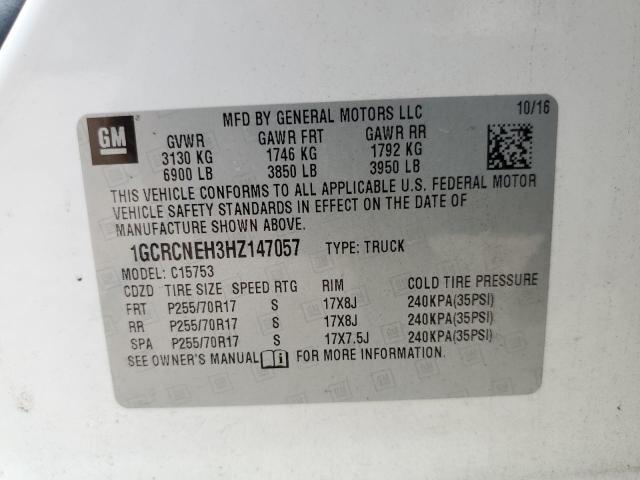 GM
MFD BY GENERAL MOTORS LLC 10/16
GVWR GAWR FRT GAWR RR
3130 KG 1746 KG 1792 KG
6900 LB 3850 LB 3950 LB
THIS VEHICLE CONFORMS TO ALL APPLICABLE U.S. FEDERAL MOTOR
VEHICLE SAFETY STANDARDS IN EFFECT ON THE DATE OF
MANUFACTURE SHOWN ABOVE.
1GCRCNEH3HZ147057 TYPE: TRUCK
MODEL: C15753
CDZD TIRE SIZE SPEED RTG RIM COLD TIRE PRESSURE
FRT P255/70R17 S 17X8J 240KPA(35PSI)
RR P255/70R17 S 17X8J 240KPA(35PSI)
SPA P255/70R17 S 17X7.5J 240KPA(35PSI)
SEE OWNER'S MANUAL FOR MORE INFORMATION.